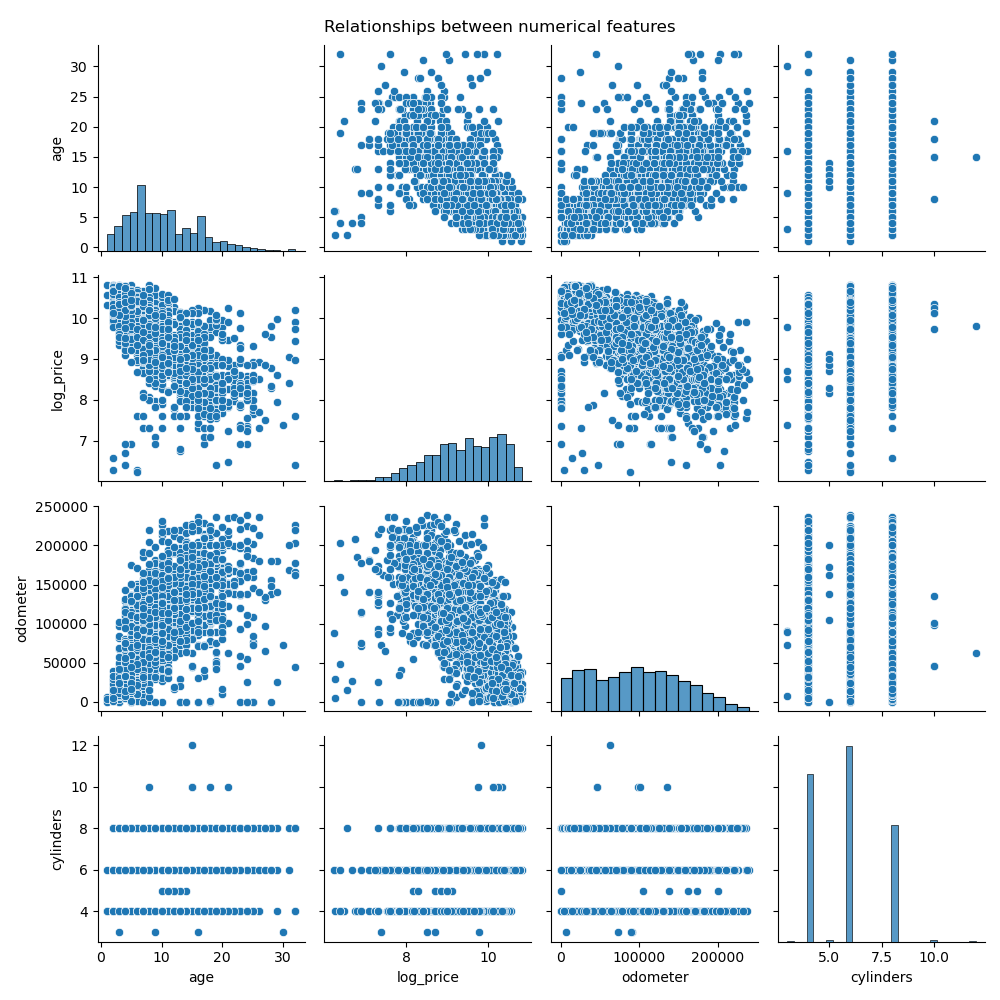 Relationships between numerical features
30
25
20
15
10
5
0
age
11
10
9
8
7
log_price
250000
200000
150000
100000
50000
0
odometer
12
10
8
6
4
cylinders
0 10 20 30
8 10
0 100000 200000
5.0 7.5 10.0
age
log_price
odometer
cylinders